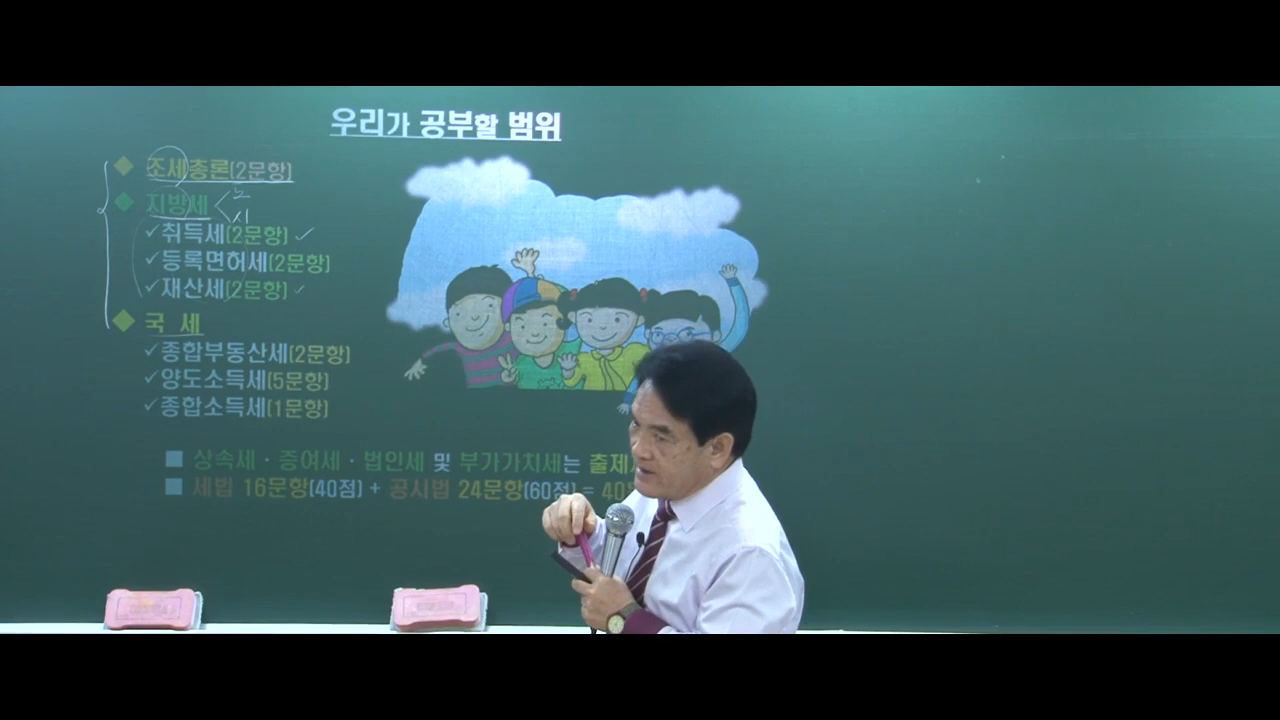 우리가 공부할 범위
◆ 조세총론(2문항)
◆ 지방세
✓취득세(2문항)
✓등록면허세(2문항)
✓재산세(2문항)
◆ 국 세
✓종합부동산세(2문항)
✓양도소득세(5문항)
✓종합소득세(1문항)
■ 상속세 · 증여세 · 법인세 및 부가가치세는 출제
■ 세법 16문항(40점) + 공시법 24문항(60점) = 40